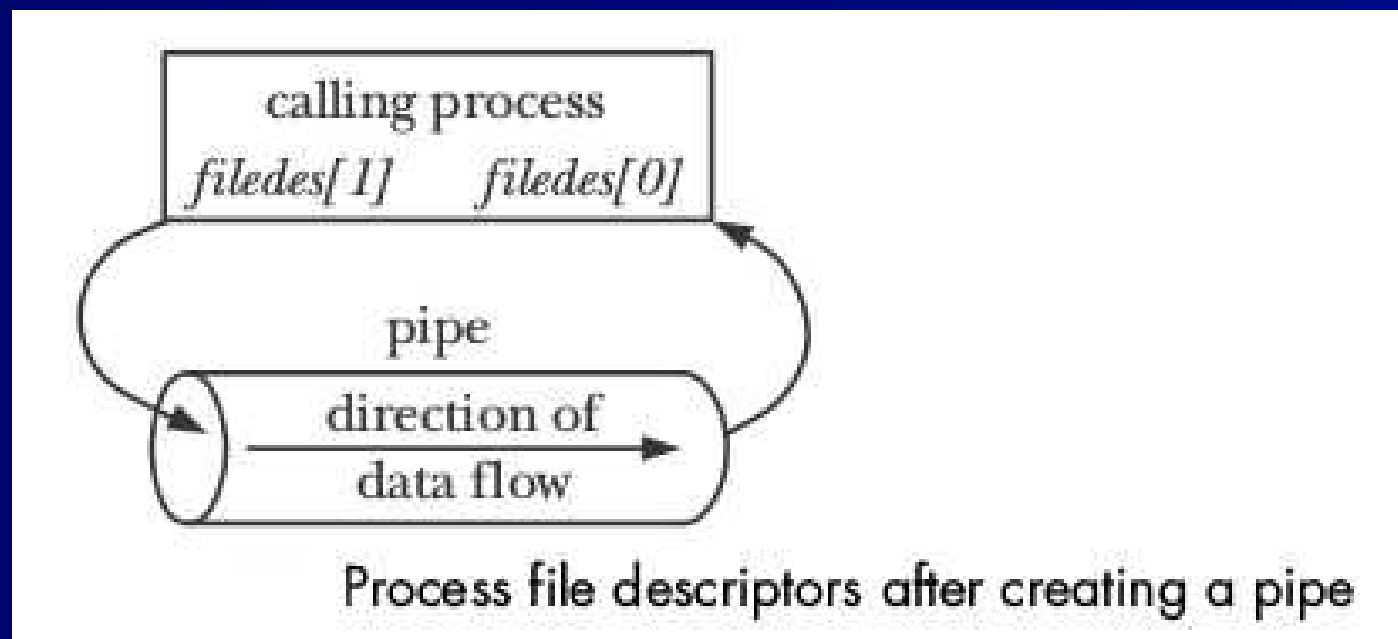 calling process
filedes[1] filedes[0]
pipe
direction of
data flow
Process file descriptors after creating a pipe